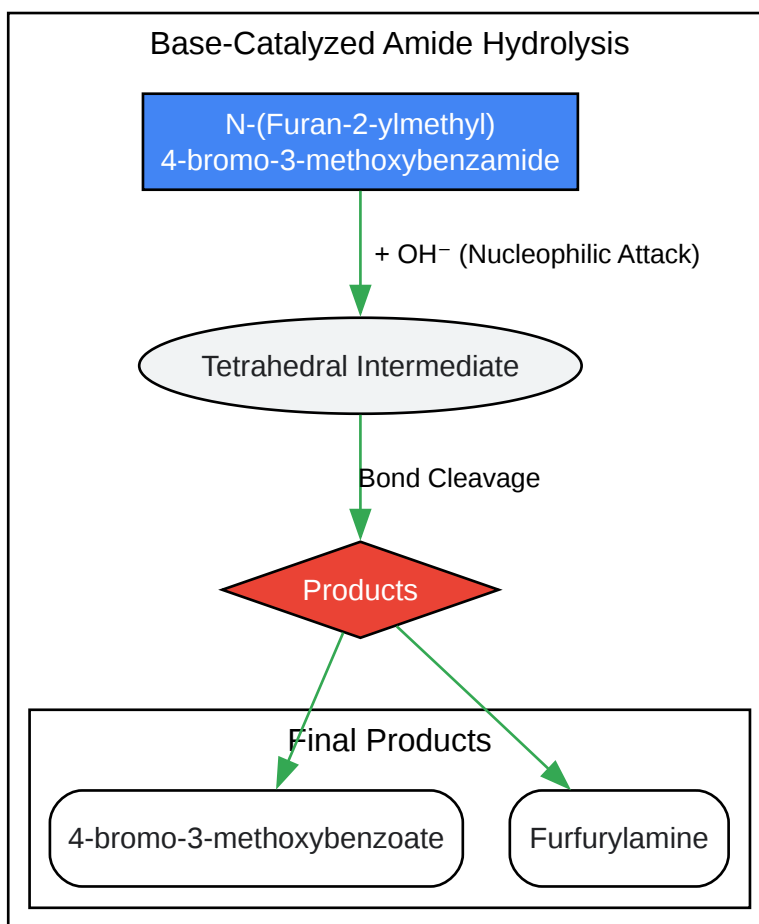 Base-Catalyzed Amide Hydrolysis
N-(Furan-2-ylmethyl)
4-bromo-3-methoxybenzamide
+ OH⁻ (Nucleophilic Attack)
Tetrahedral Intermediate
Bond Cleavage
Products
Final Products
4-bromo-3-methoxybenzoate
Furfurylamine